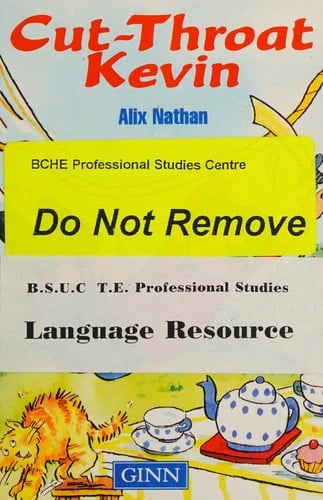 Cut-Throat
Kevin
Alix Nathan
BCHE Professional Studies Centre
Do Not Remove
B.S.U.C T.E. Professional Studies
Language Resource
GINN